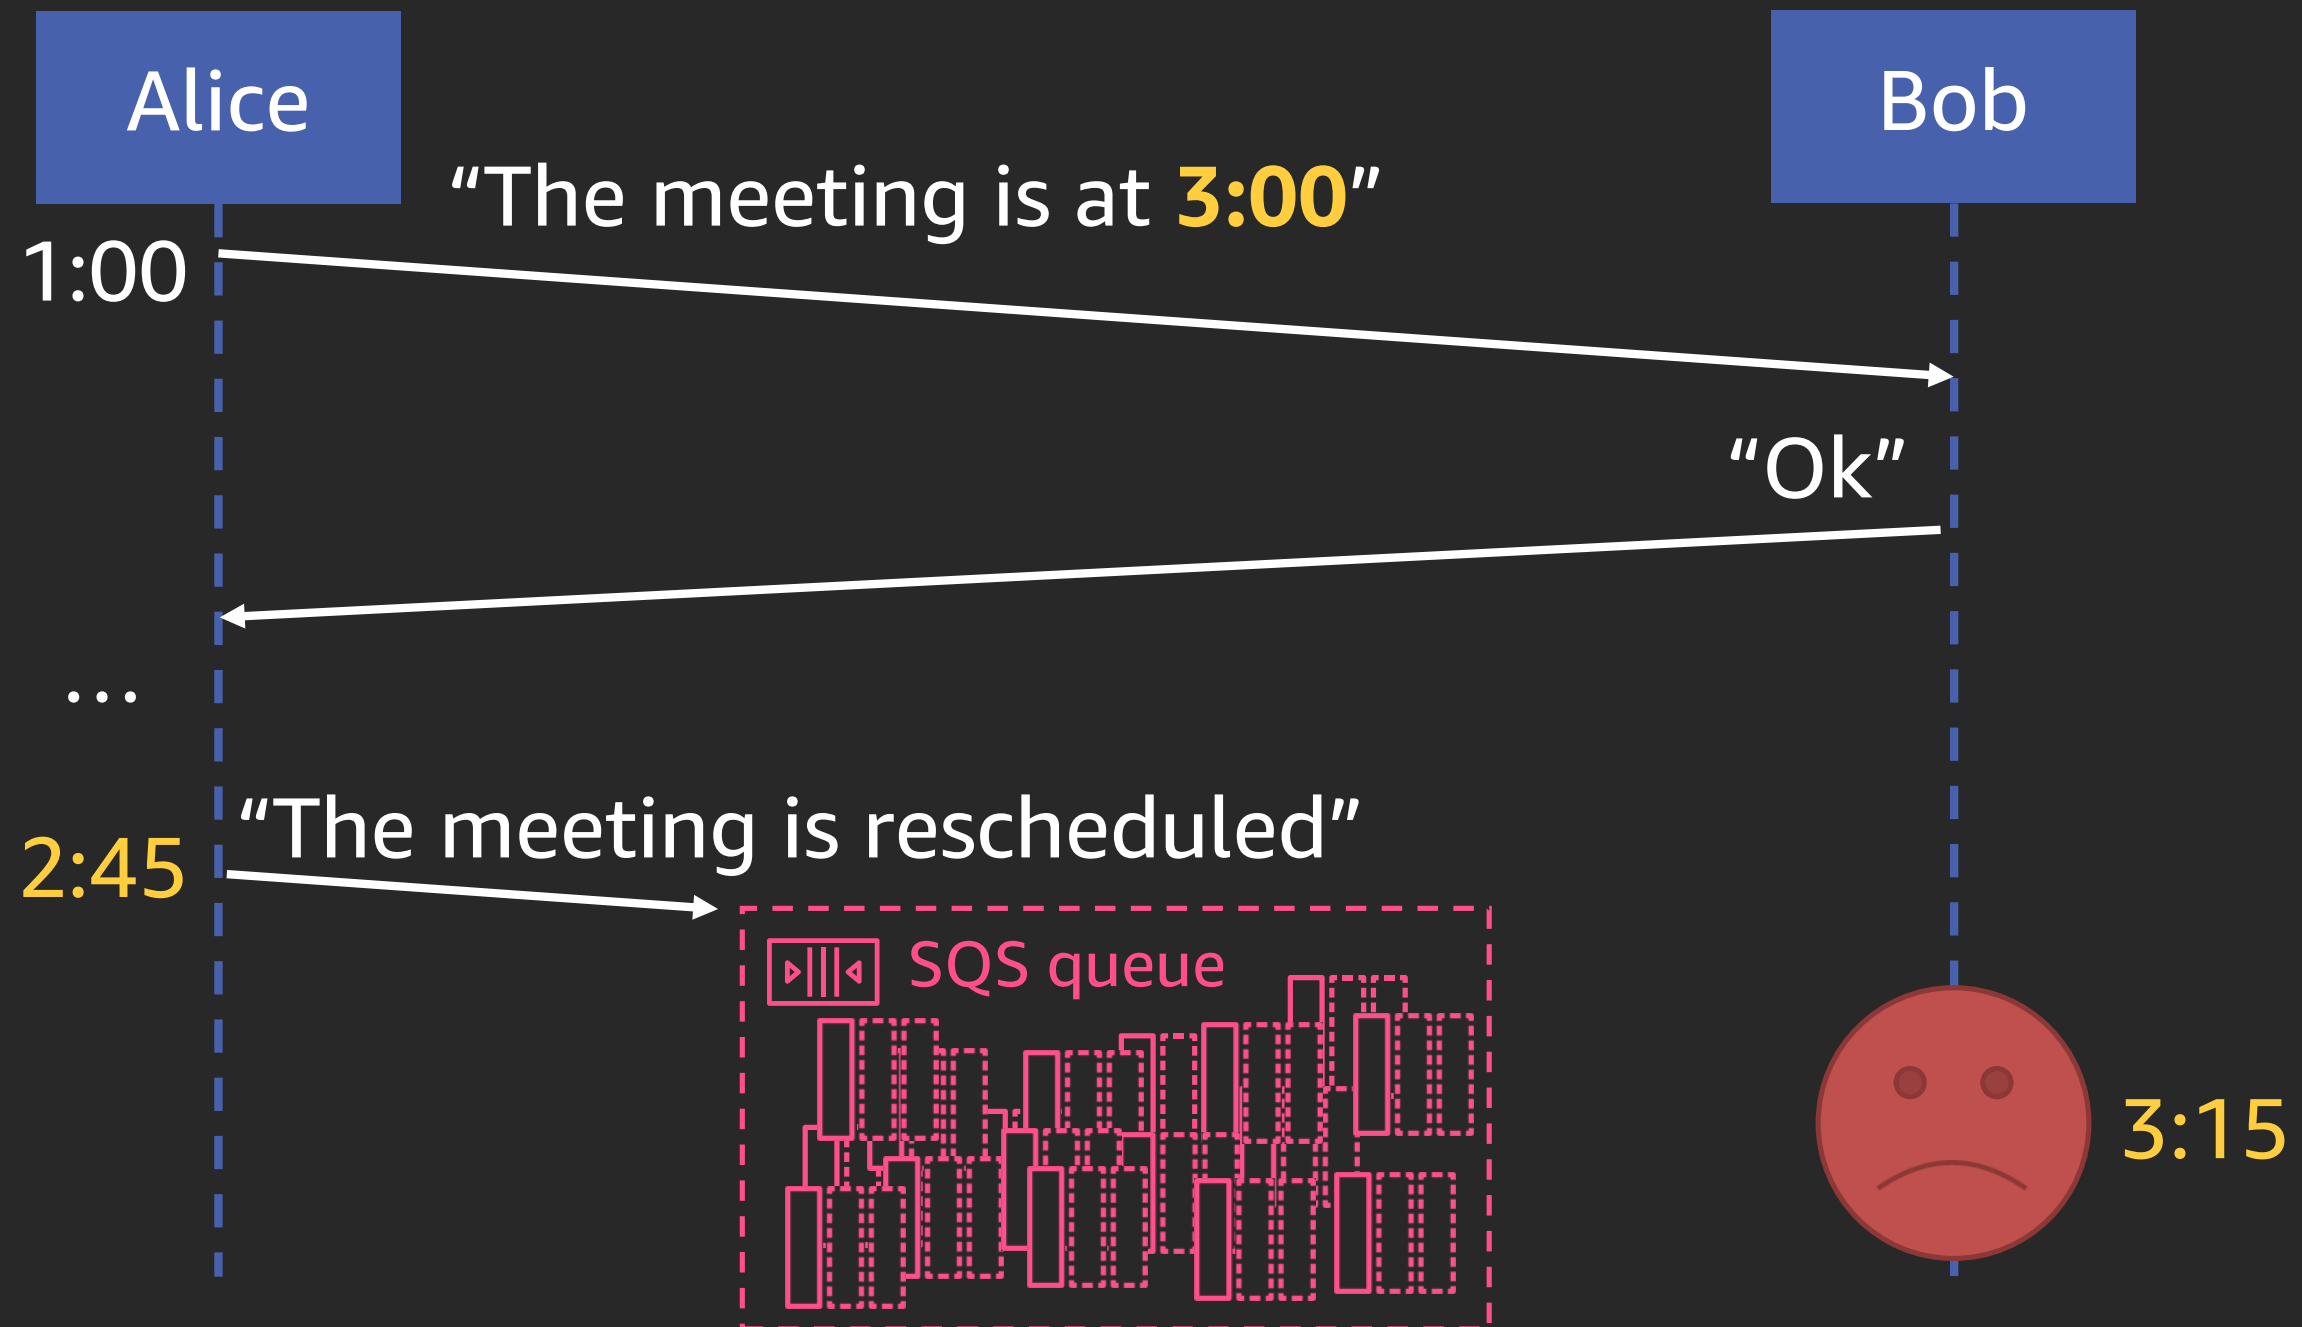 Alice
Bob
“The meeting is at 3:00”
1:00
“Ok”
...
“The meeting is rescheduled”
2:45
SQS queue
3:15